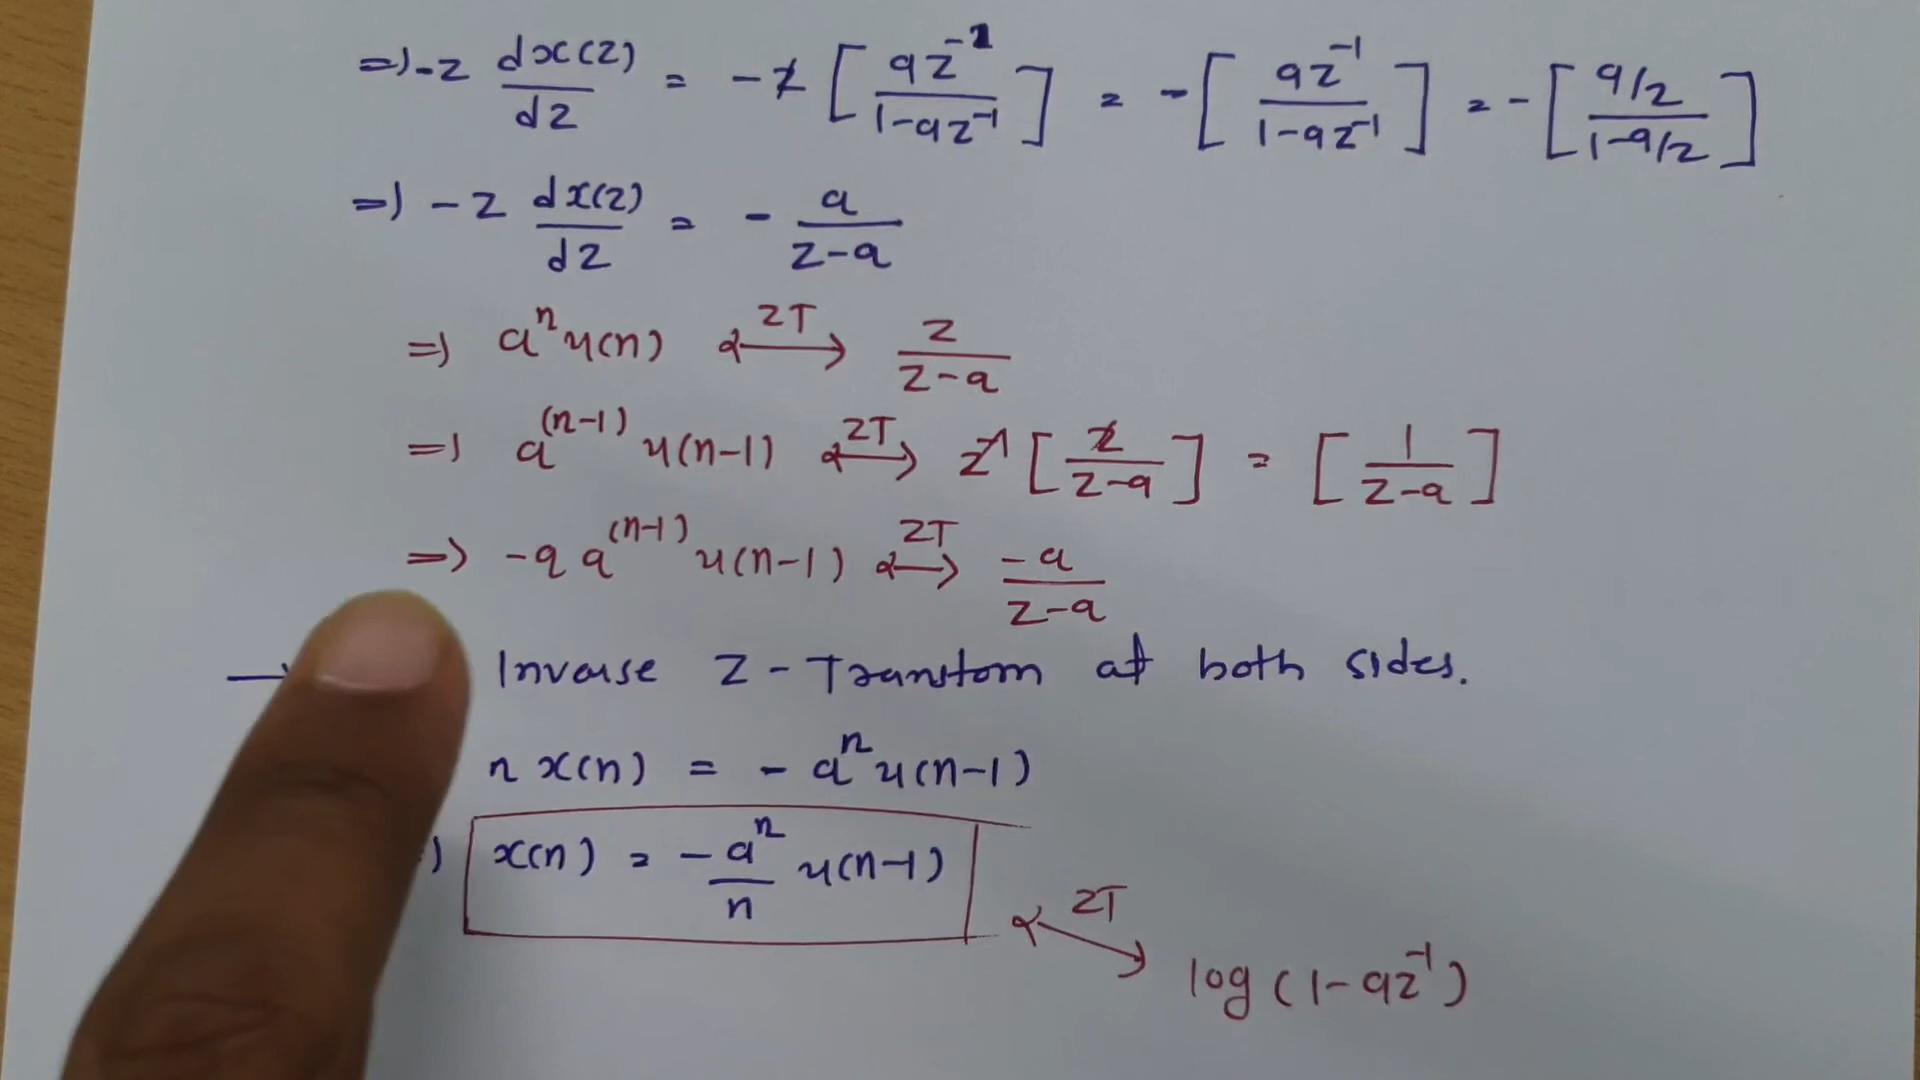 =) -z dx(z)/dz = -z [ az^-1 / 1-az^-1 ] = -[ az^-1 / 1-az^-1 ] = -[ a/z / 1-a/z ]
=) -z dx(z)/dz = - a/z-a
=) a^n u(n) <--ZT--> z/z-a
=) a^(n-1) u(n-1) <--ZT--> z^-1 [ z/z-a ] = [ 1/z-a ]
=> -a a^(n-1) u(n-1) <--ZT--> -a/z-a
Inverse Z-Transform at both sides.
n x(n) = - a^n u(n-1)
) x(n) = - a^n/n u(n-1)
<--ZT--> log (1-az^-1)